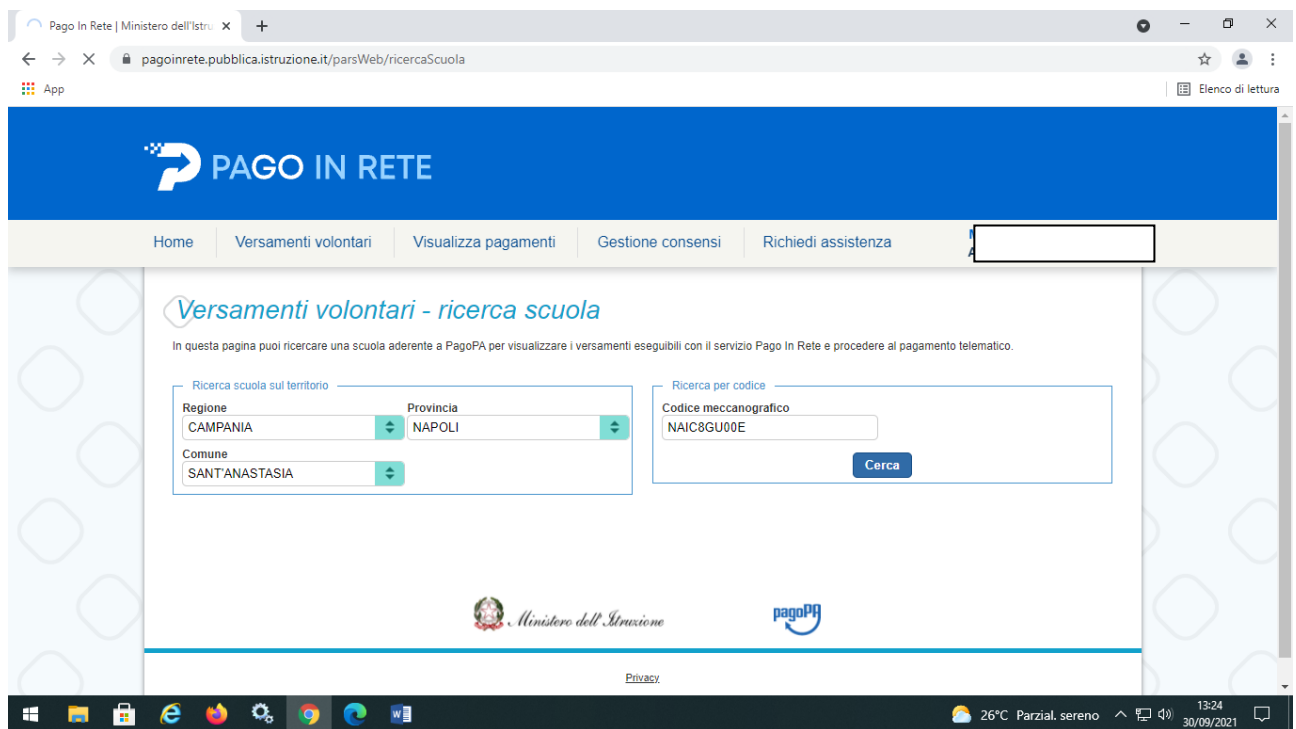 Pago In Rete | Ministero dell'Istru
pagoinrete.pubblica.istruzione.it/parsWeb/ricercaScuola
App
Elenco di lettura
PAGO IN RETE
Home Versamenti volontari Visualizza pagamenti Gestione consensi Richiedi assistenza
Versamenti volontari - ricerca scuola
In questa pagina puoi ricercare una scuola aderente a PagoPA per visualizzare i versamenti eseguibili con il servizio Pago In Rete e procedere al pagamento telematico.
Ricerca scuola sul territorio
Regione Provincia
CAMPANIA NAPOLI
Comune
SANT'ANASTASIA
Ricerca per codice
Codice meccanografico
NAIC8GU00E
Cerca
Ministero dell'Istruzione
pagoPA
Privacy
26°C Parzial. sereno
13:24
30/09/2021